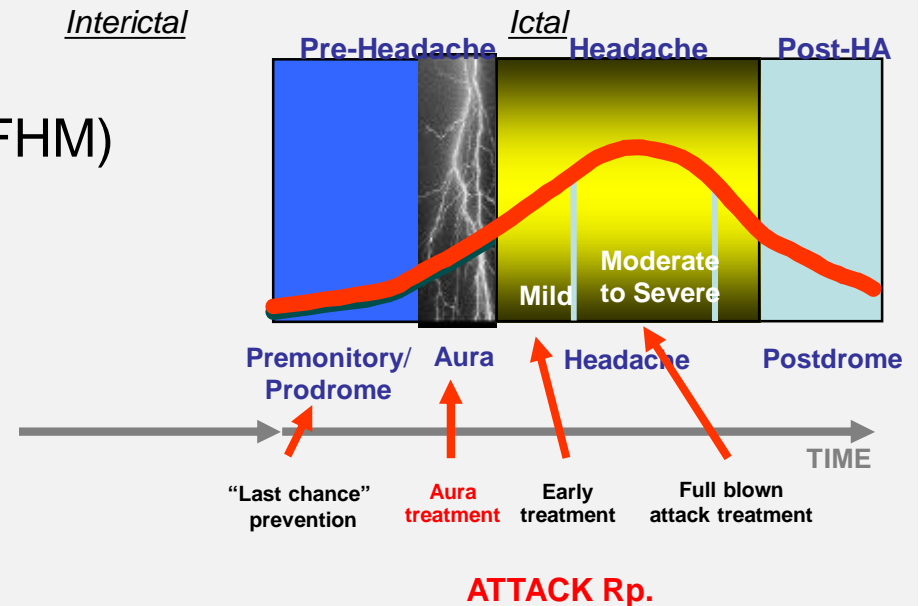 Interictal
Ictal
Pre-Headache
Headache
Post-HA
FHM)
Mild
Moderate
to Severe
Premonitory/
Prodrome
Aura
Headache
Postdrome
TIME
“Last chance”
prevention
Aura
treatment
Early
treatment
Full blown
attack treatment
ATTACK Rp.